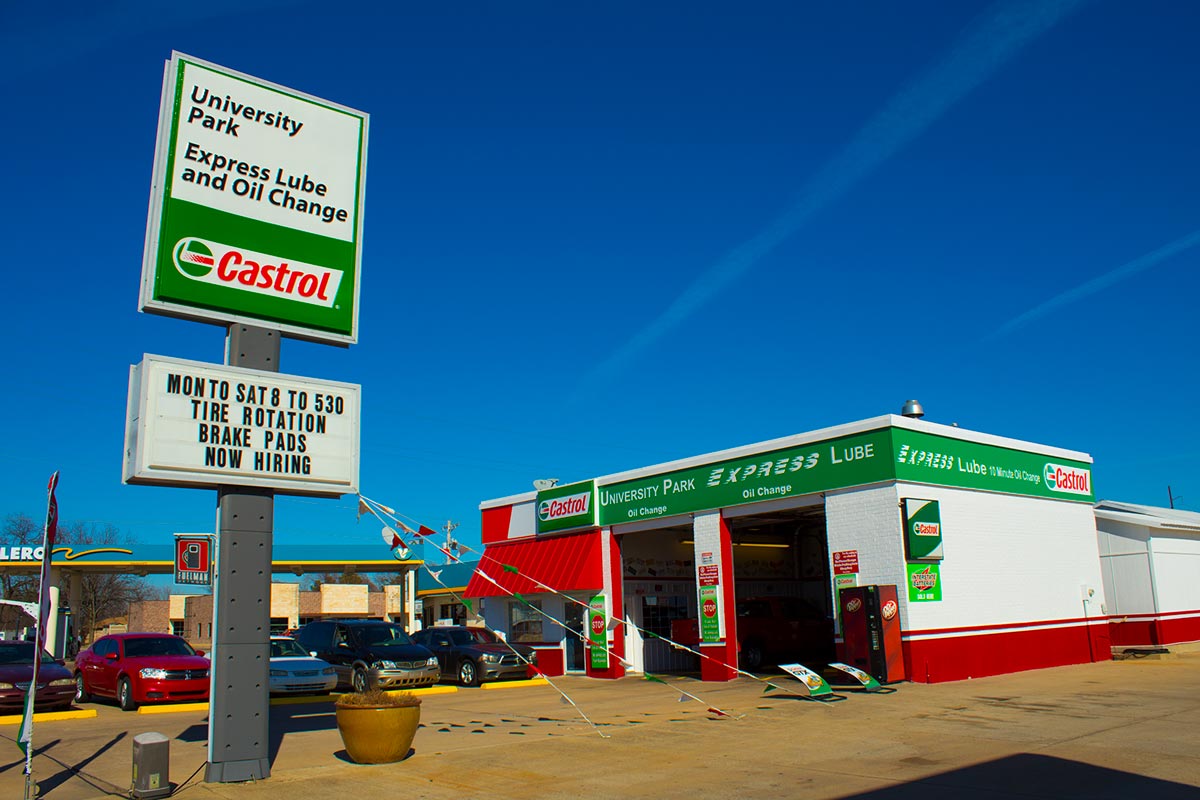 University
Park
Express Lube
and Oil Change
Castrol
MON TO SAT 8 TO 530
TIRE ROTATION
BRAKE PADS
NOW HIRING
LERO
Castrol
UNIVERSITY PARK EXPRESS LUBE
Oil Change
Oil Change
EXPRESS Lube 10 Minute Oil Change
Castrol
Castrol
INTERSTATE
BATTERIES
STOP
STOP